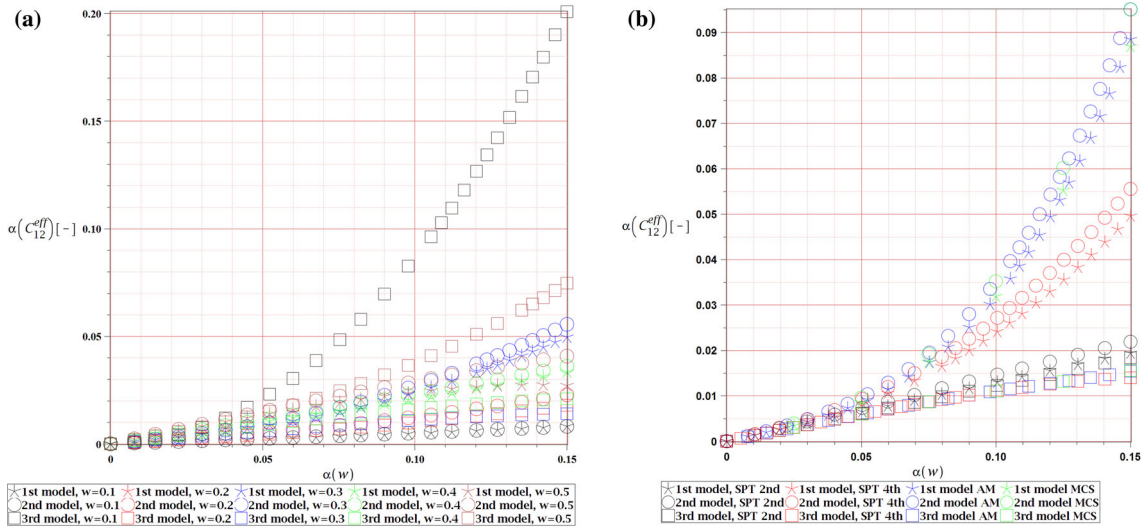 (a)
0.20
0.15
α(C₁₂ᵉᶠᶠ)[-]
0.10
0.05
0
0 0.05 0.10 0.15
α(w)
1st model, w=0.1 1st model, w=0.2 1st model, w=0.3 1st model, w=0.4 1st model, w=0.5
2nd model, w=0.1 2nd model, w=0.2 2nd model, w=0.3 2nd model, w=0.4 2nd model, w=0.5
3rd model, w=0.1 3rd model, w=0.2 3rd model, w=0.3 3rd model, w=0.4 3rd model, w=0.5
(b)
0.09
0.08
0.07
0.06
0.05
α(C₁₂ᵉᶠᶠ)[-]
0.04
0.03
0.02
0.01
0
0 0.05 0.10 0.15
α(w)
1st model, SPT 2nd 1st model, SPT 4th 1st model AM 1st model MCS
2nd model, SPT 2nd 2nd model, SPT 4th 2nd model AM 2nd model MCS
3rd model, SPT 2nd 3rd model, SPT 4th 3rd model AM 3rd model MCS